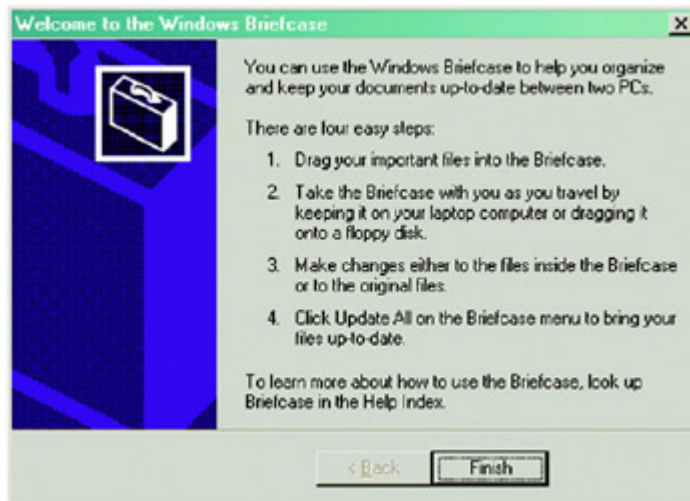 Welcome to the Windows Briefcase
You can use the Windows Briefcase to help you organize
and keep your documents up-to-date between two PCs.
There are four easy steps:
1. Drag your important files into the Briefcase.
2. Take the Briefcase with you as you travel by
keeping it on your laptop computer or dragging it
onto a floppy disk.
3. Make changes either to the files inside the Briefcase
or to the original files.
4. Click Update All on the Briefcase menu to bring your
files up-to-date.
To learn more about how to use the Briefcase, look up
Briefcase in the Help Index.
< Back Finish